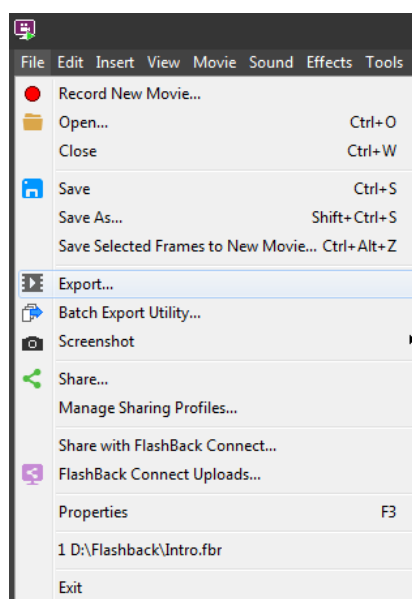 File Edit Insert View Movie Sound Effects Tools
Record New Movie...
Open... Ctrl+O
Close Ctrl+W
Save Ctrl+S
Save As... Shift+Ctrl+S
Save Selected Frames to New Movie... Ctrl+Alt+Z
Export...
Batch Export Utility...
Screenshot
Share...
Manage Sharing Profiles...
Share with FlashBack Connect...
FlashBack Connect Uploads...
Properties F3
1 D:\Flashback\Intro.fbr
Exit